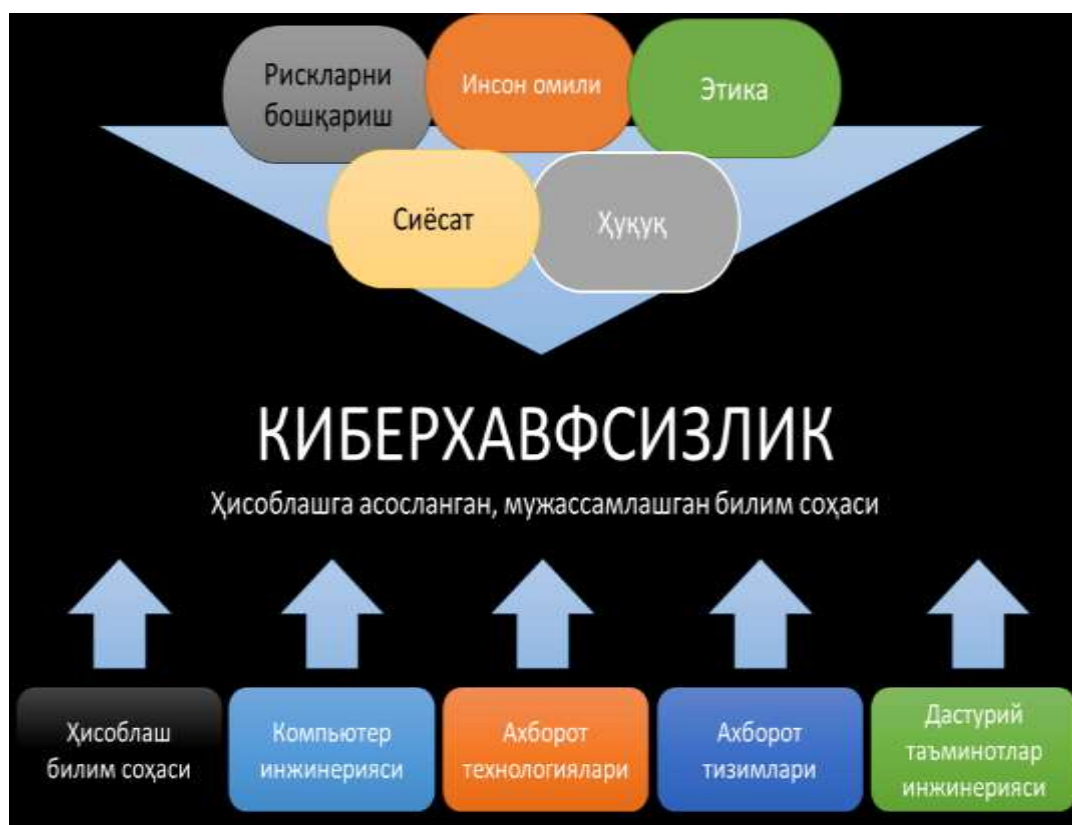 Рискларни
бошқариш
Инсон омили
Этика
Сиёсат
Ҳуқуқ
КИБЕРХАВФСИЗЛИК
Ҳисоблашга асосланган, мужассамлашган билим соҳаси
Ҳисоблаш
билим соҳаси
Компьютер
инжинерияси
Ахборот
технологиялари
Ахборот
тизимлари
Дастурий
таъминотлар
инжинерияси